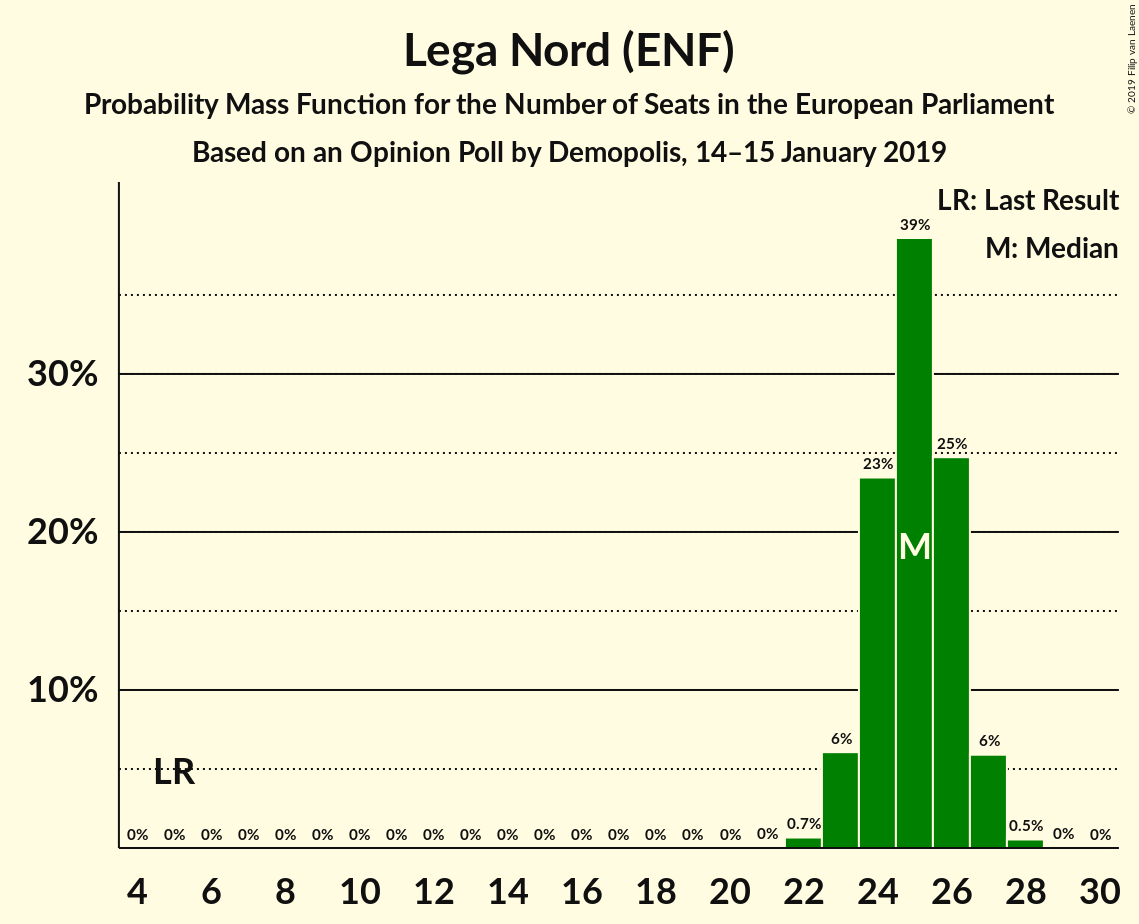 Lega Nord (ENF)
Probability Mass Function for the Number of Seats in the European Parliament
Based on an Opinion Poll by Demopolis, 14–15 January 2019
© 2019 Filip van Laenen
LR: Last Result
M: Median
30%
20%
10%
LR
M
0% 0% 0% 0% 0% 0% 0% 0% 0% 0% 0% 0% 0% 0% 0% 0% 0% 0% 0.7% 6% 23% 39% 25% 6% 0.5% 0% 0%
4 6 8 10 12 14 16 18 20 22 24 26 28 30